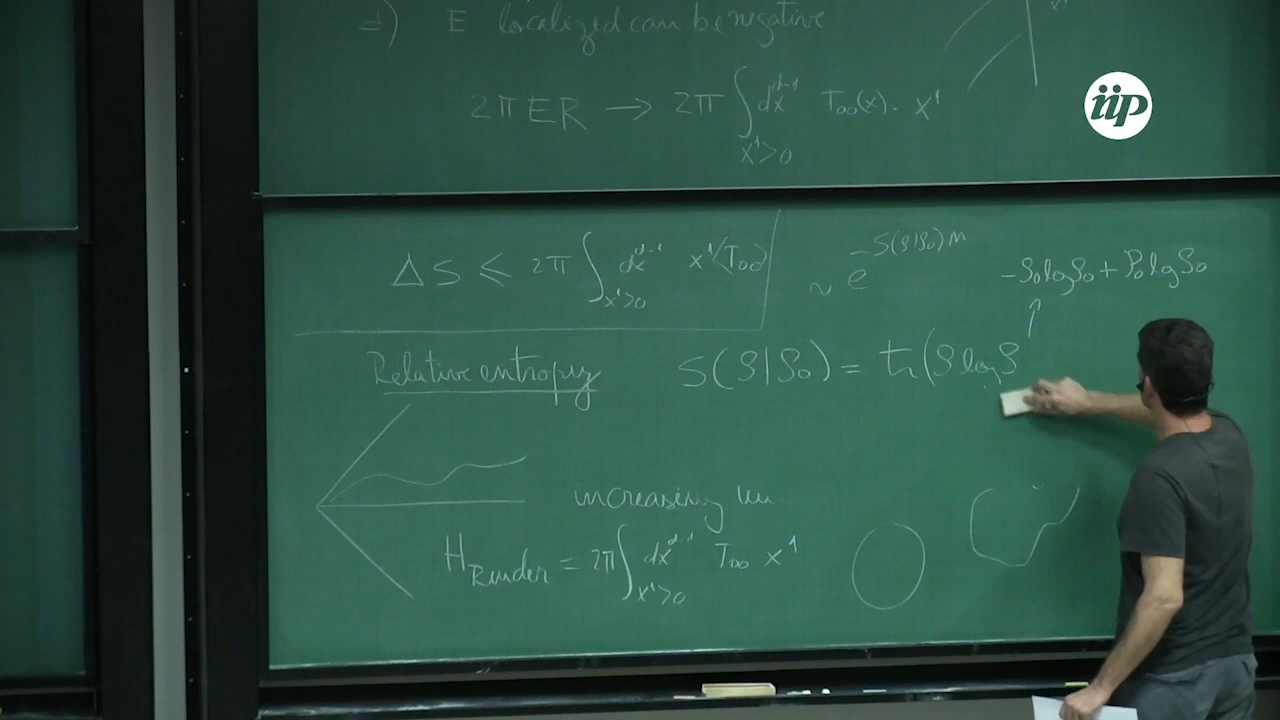 ⇒) E localized can be negative
2π E R → 2π ∫_{x¹>0} dx^{d-1} T₀₀(x) · x¹
iip
ΔS ≤ 2π ∫_{x¹>0} dx^{d-1} x¹⟨T₀₀⟩
~ e^{-S(ρ|ρ₀) M}
-ρ₀ log ρ₀ + ρ₀ log ρ₀
Relative entropy S(ρ|ρ₀) = tr(ρ log ρ
increasing
H_Rindler = 2π ∫_{x¹>0} dx^{d-1} T₀₀ x¹